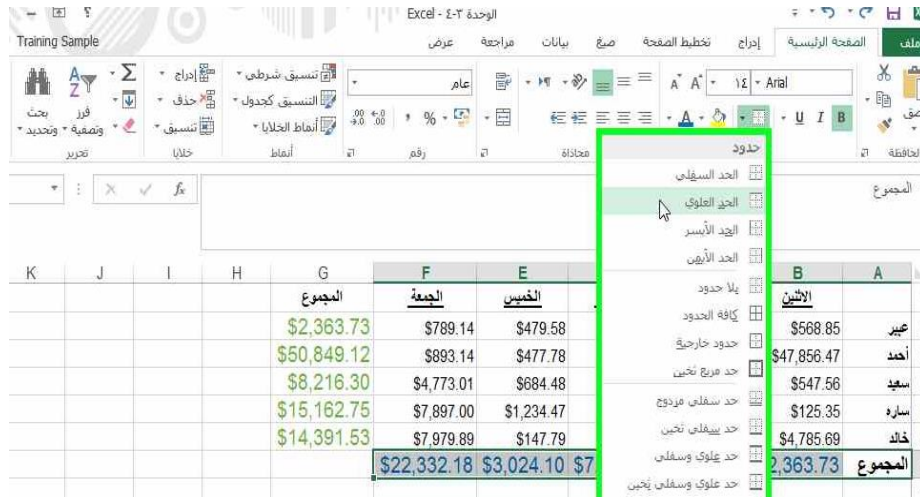 الوحدة ٣-٤ - Excel
Training Sample
ملف الصفحة الرئيسية إدراج تخطيط الصفحة صيغ بيانات مراجعة عرض
Arial ١٤ عام تنسيق شرطي إدراج
التنسيق كجدول حذف
B I U % أنماط الخلايا تنسيق
فرز وتصفية بحث وتحديد
محاذاة رقم أنماط خلايا تحرير
المجموع
fx
حدود
الحد السفلي
الحد العلوي
الحد الأيسر
الحد الأيمن
بلا حدود
كافة الحدود
حدود خارجية
حد مربع ثخين
حد سفلي مزدوج
حد سفلي ثخين
حد علوي وسفلي
حد علوي وسفلي ثخين
A B E F G H I J K
الاثنين الخميس الجمعة المجموع
عبير $568.85 $479.58 $789.14 $2,363.73
أحمد $47,856.47 $477.78 $893.14 $50,849.12
سعيد $547.56 $684.48 $4,773.01 $8,216.30
ساره $125.35 $1,234.47 $7,897.00 $15,162.75
خالد $4,785.69 $147.79 $7,979.89 $14,391.53
المجموع 2,363.73 $7 $3,024.10 $22,332.18